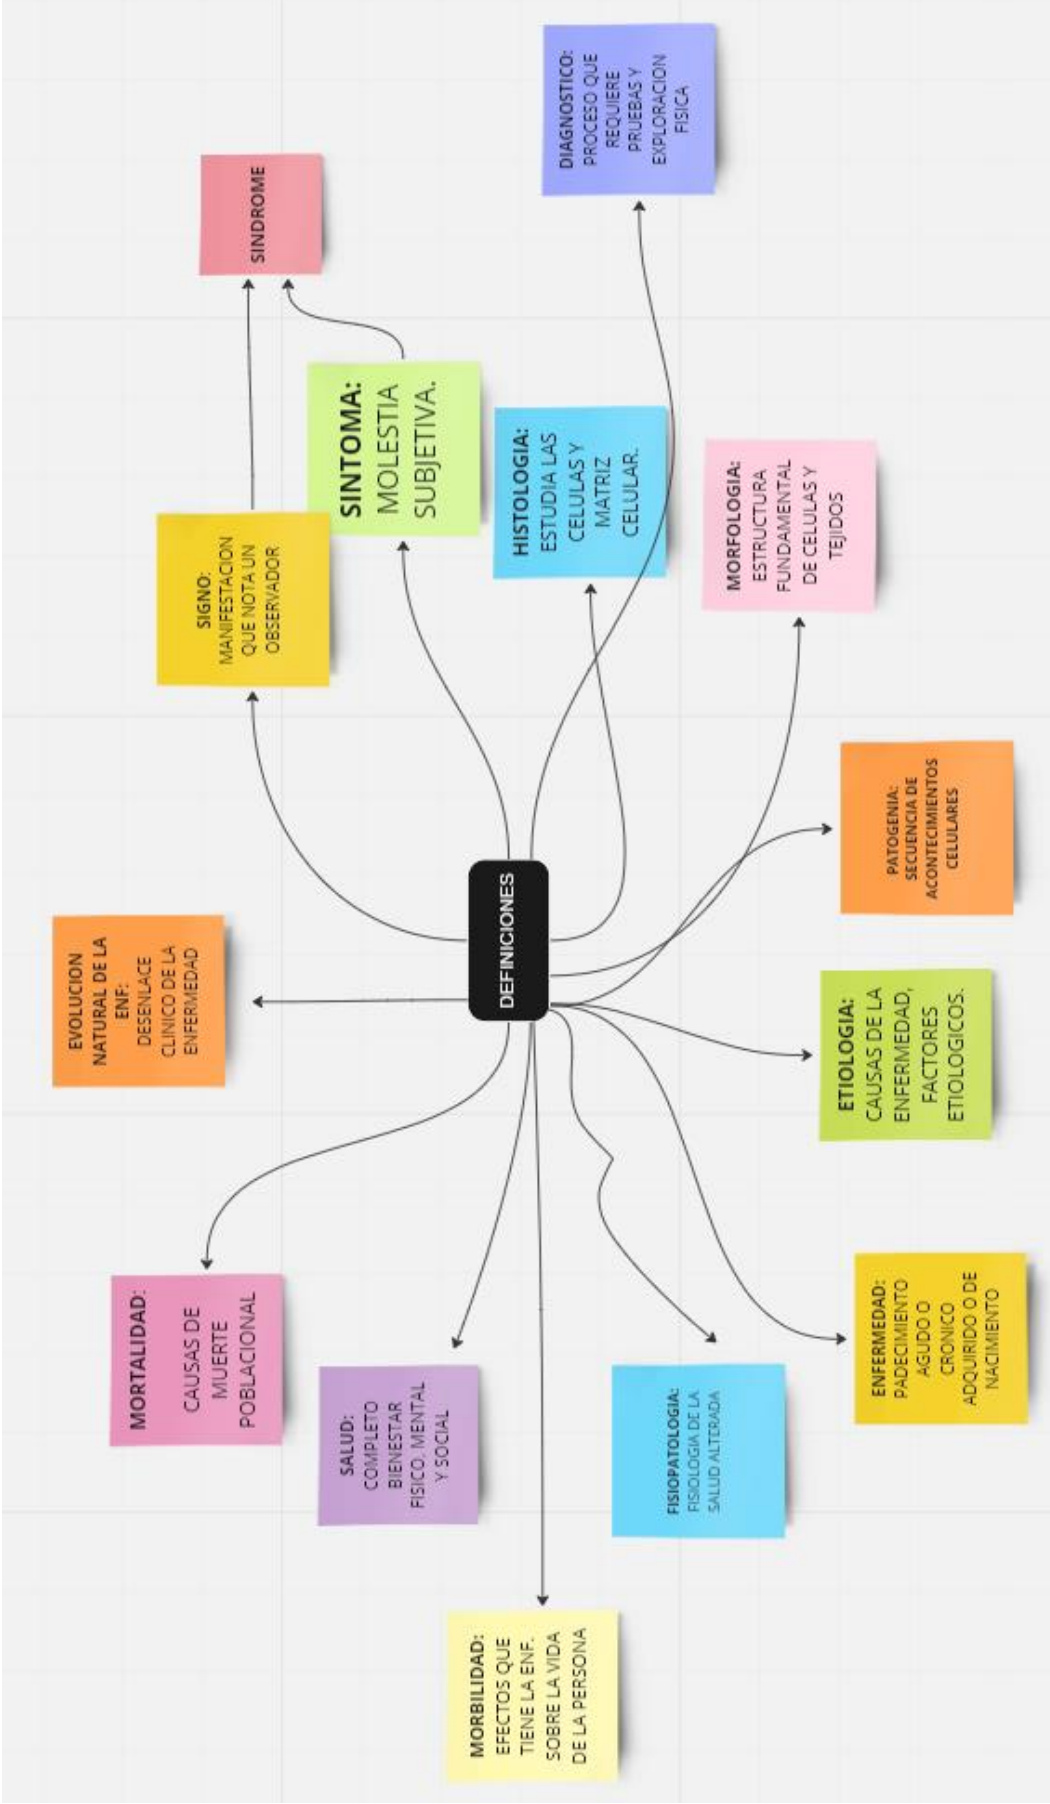 EVOLUCION
NATURAL DE LA
ENF:
DESENLACE
CLINICO DE LA
ENFERMEDAD
MORTALIDAD:
CAUSAS DE
MUERTE
POBLACIONAL
SIGNO:
MANIFESTACION
QUE NOTA UN
OBSERVADOR
SINDROME
SALUD:
COMPLETO
BIENESTAR
FISICO, MENTAL
Y SOCIAL
SINTOMA:
MOLESTIA
SUBJETIVA.
MORBILIDAD:
EFECTOS QUE
TIENE LA ENF.
SOBRE LA VIDA
DE LA PERSONA
DEFINICIONES
HISTOLOGIA:
ESTUDIA LAS
CELULAS Y
MATRIZ
CELULAR.
DIAGNOSTICO:
PROCESO QUE
REQUIERE
PRUEBAS Y
EXPLORACION
FISICA
FISIOPATOLOGIA:
FISIOLOGIA DE LA
SALUD ALTERADA
MORFOLOGIA:
ESTRUCTURA
FUNDAMENTAL
DE CELULAS Y
TEJIDOS
ENFERMEDAD:
PADECIMIENTO
AGUDO O
CRONICO
ADQUIRIDO O DE
NACIMIENTO
ETIOLOGIA:
CAUSAS DE LA
ENFERMEDAD,
FACTORES
ETIOLOGICOS.
PATOGENIA:
SECUENCIA DE
ACONTECIMIENTOS
CELULARES